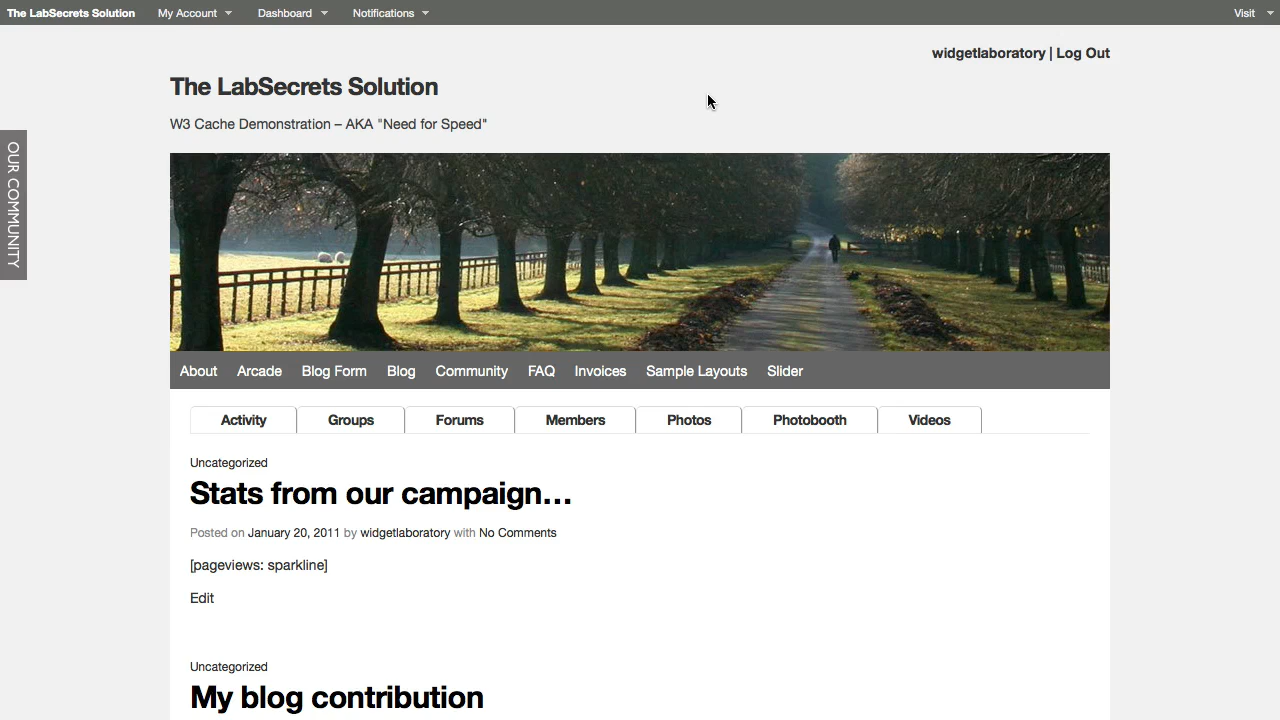 The LabSecrets Solution My Account Dashboard Notifications Visit
widgetlaboratory | Log Out
The LabSecrets Solution
W3 Cache Demonstration – AKA "Need for Speed"
OUR COMMUNITY
About Arcade Blog Form Blog Community FAQ Invoices Sample Layouts Slider
Activity Groups Forums Members Photos Photobooth Videos
Uncategorized
Stats from our campaign…
Posted on January 20, 2011 by widgetlaboratory with No Comments
[pageviews: sparkline]
Edit
Uncategorized
My blog contribution